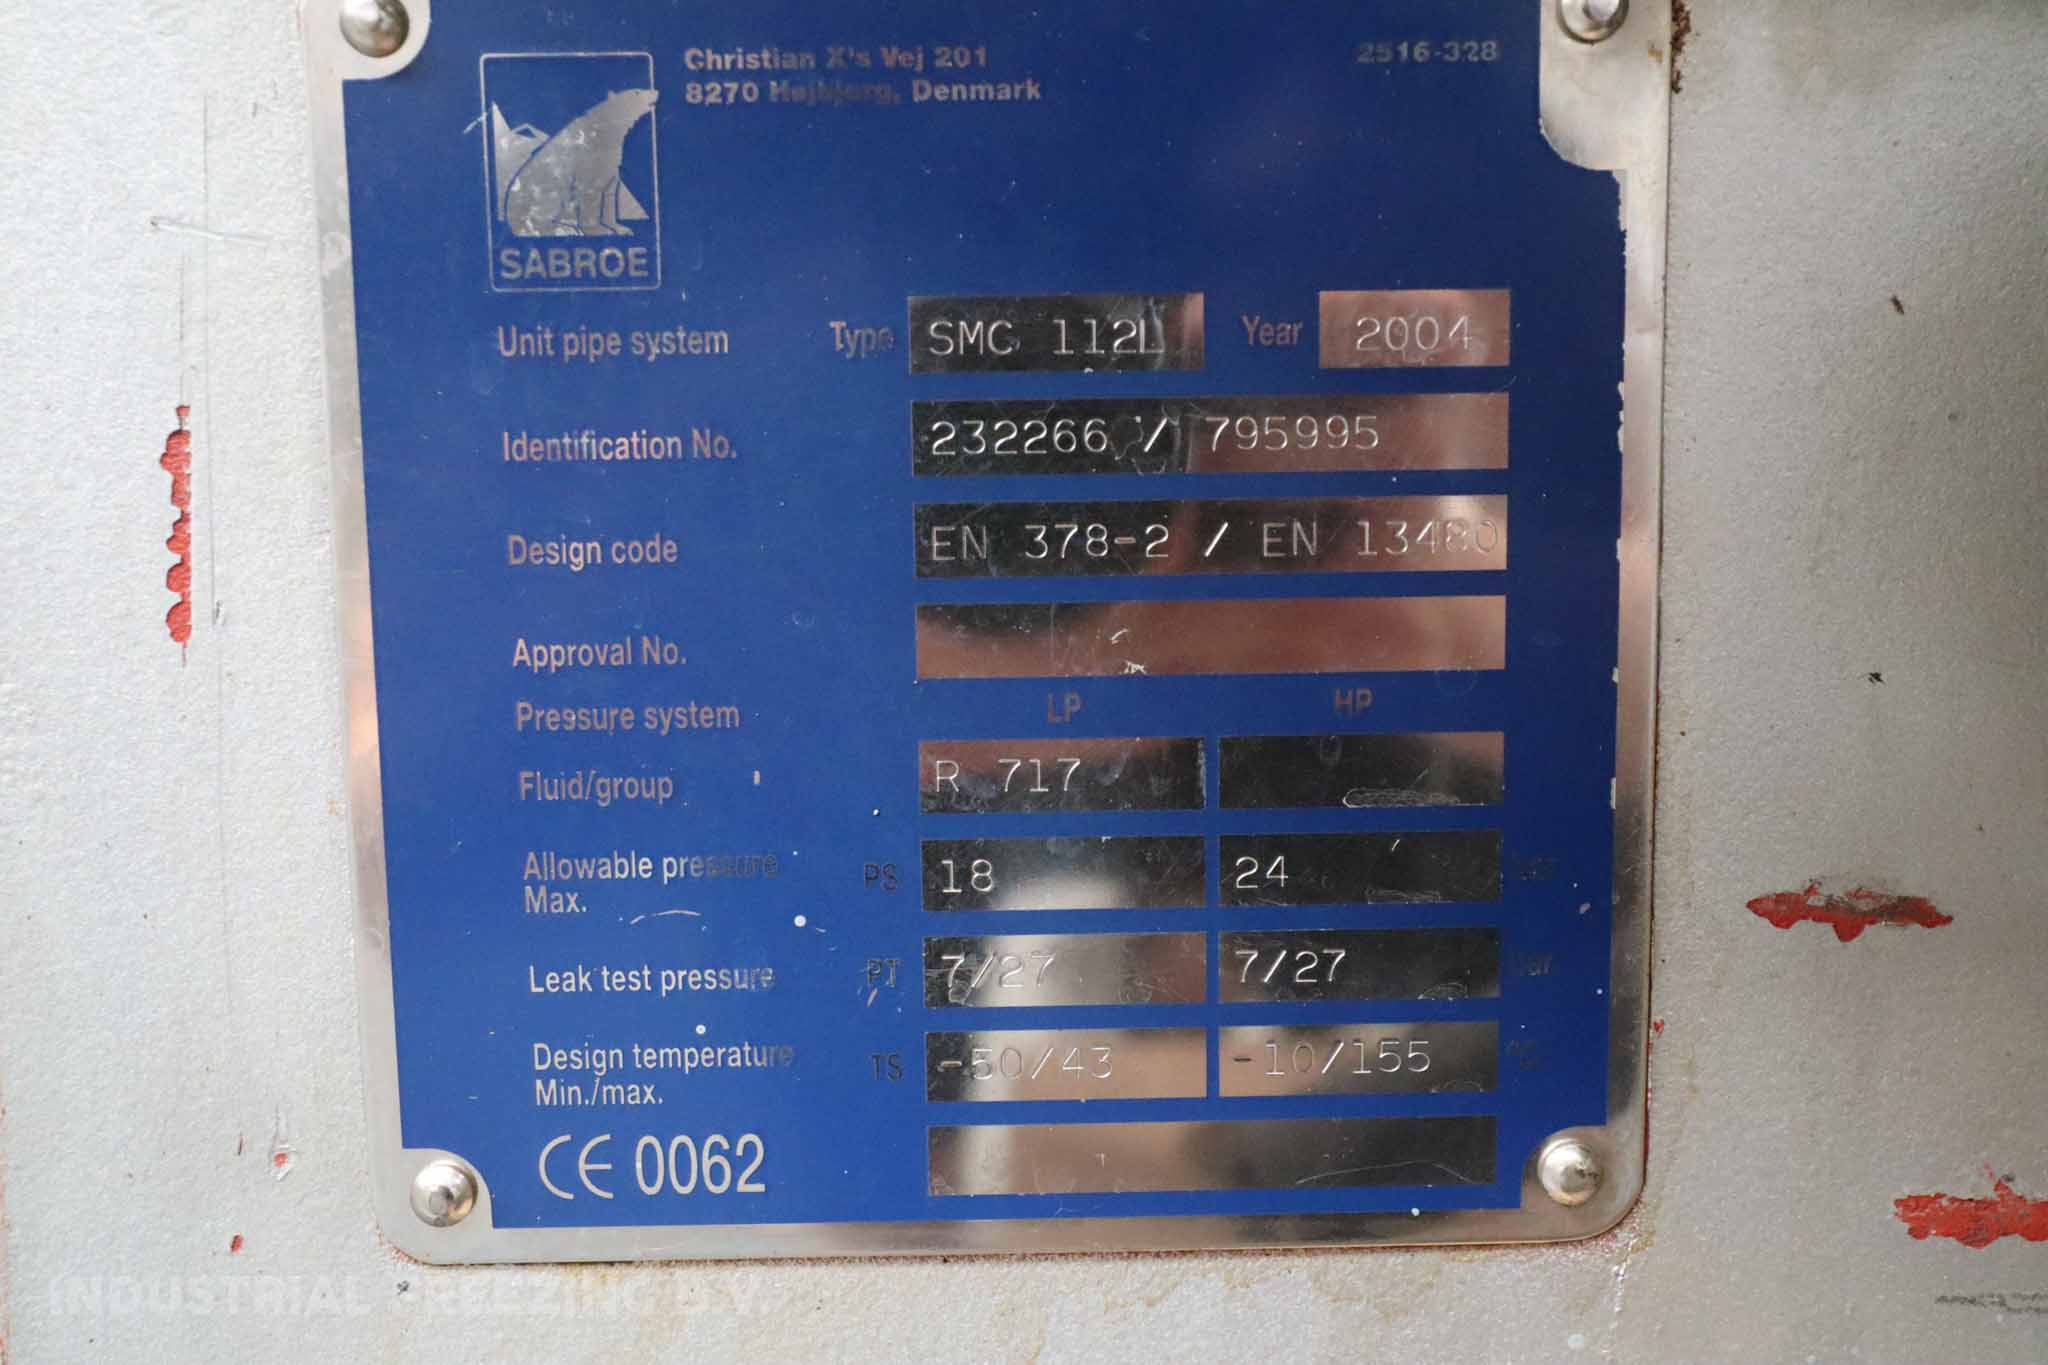 Christian X's Vej 201
8270 Højbjerg, Denmark
2516-328
SABROE
Unit pipe system Type SMC 112L Year 2004
Identification No. 232266 / 795995
Design code EN 378-2 / EN 13480
Approval No.
Pressure system LP HP
Fluid/group R 717
Allowable pressure PS 18 24 bar
Max.
Leak test pressure PT 7/27 7/27 bar
Design temperature TS -50/43 -10/155 °C
Min./max.
CE 0062
INDUSTRIAL FREEZING B.V.